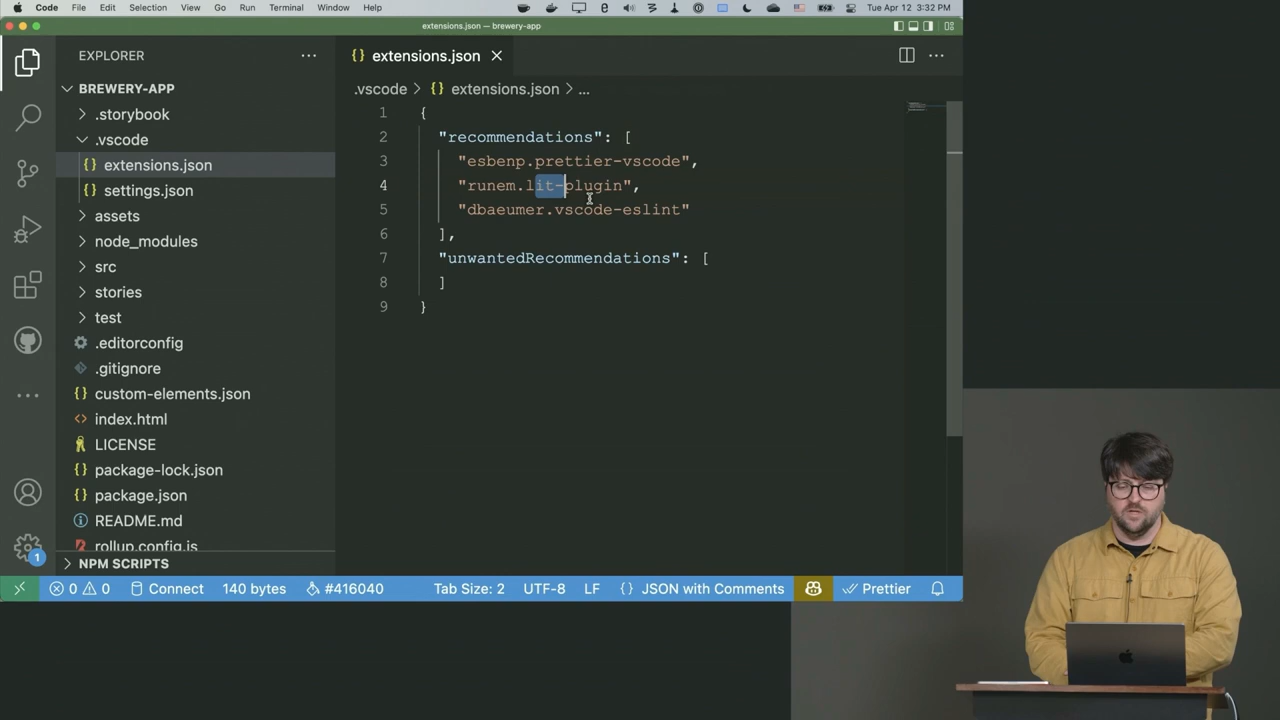 Code File Edit Selection View Go Run Terminal Window Help Tue Apr 12 3:32 PM
extensions.json — brewery-app
EXPLORER
BREWERY-APP
.storybook
.vscode
extensions.json
settings.json
assets
node_modules
src
stories
test
.editorconfig
.gitignore
custom-elements.json
index.html
LICENSE
package-lock.json
package.json
README.md
rollup.config.js
NPM SCRIPTS
extensions.json
.vscode > extensions.json > ...
1 {
2 "recommendations": [
3 "esbenp.prettier-vscode",
4 "runem.lit-plugin",
5 "dbaeumer.vscode-eslint"
6 ],
7 "unwantedRecommendations": [
8 ]
9 }
1
0 0 Connect 140 bytes #416040 Tab Size: 2 UTF-8 LF {} JSON with Comments Prettier